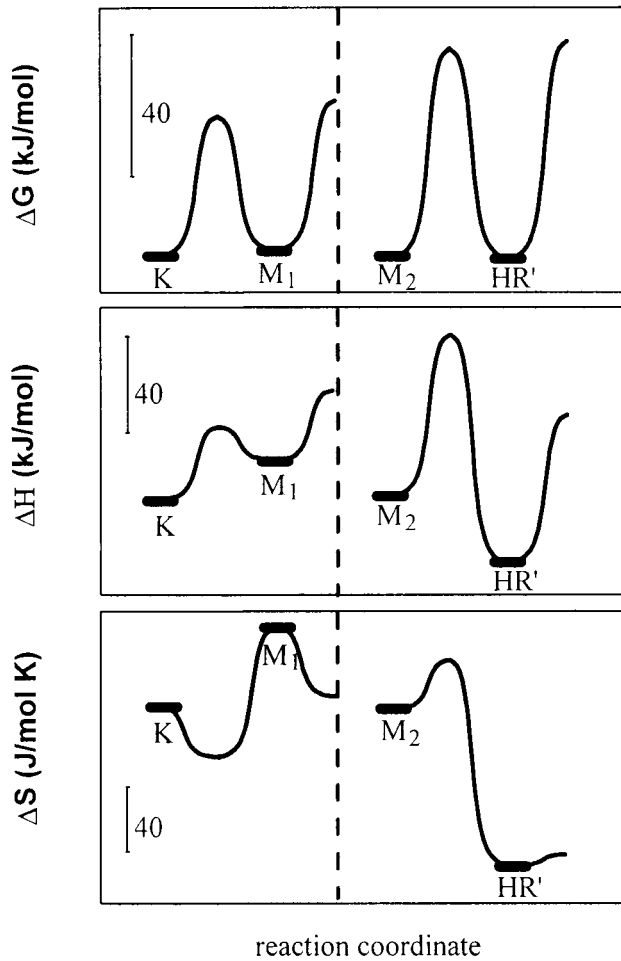 ΔG (kJ/mol)
40
K
M₁
M₂
HR'
ΔH (kJ/mol)
40
K
M₁
M₂
HR'
ΔS (J/mol K)
40
K
M₁
M₂
HR'
reaction coordinate